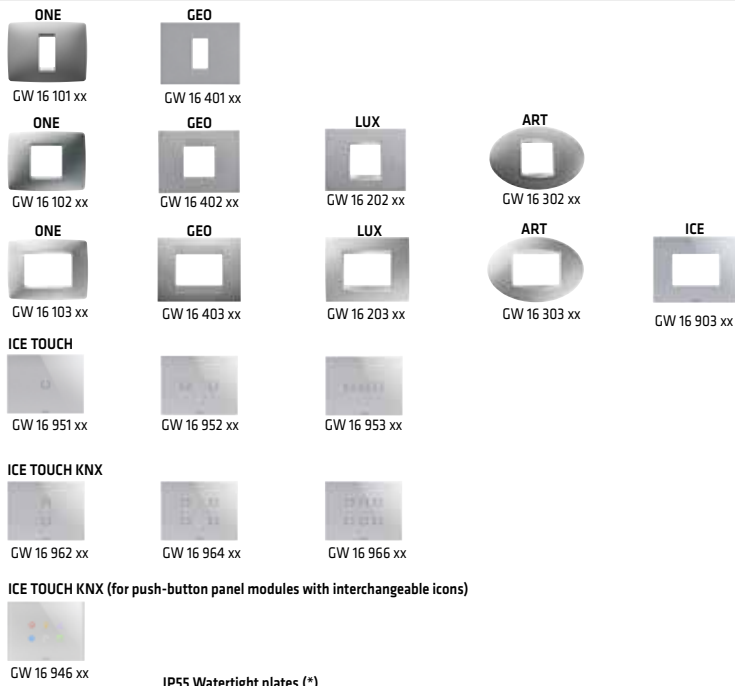 ONE GEO
GW 16 101 xx GW 16 401 xx
ONE GEO LUX ART
GW 16 102 xx GW 16 402 xx GW 16 202 xx GW 16 302 xx
ONE GEO LUX ART ICE
GW 16 103 xx GW 16 403 xx GW 16 203 xx GW 16 303 xx GW 16 903 xx
ICE TOUCH
GW 16 951 xx GW 16 952 xx GW 16 953 xx
ICE TOUCH KNX
GW 16 962 xx GW 16 964 xx GW 16 966 xx
ICE TOUCH KNX (for push-button panel modules with interchangeable icons)
GW 16 946 xx
IP55 Watertight plates (*)